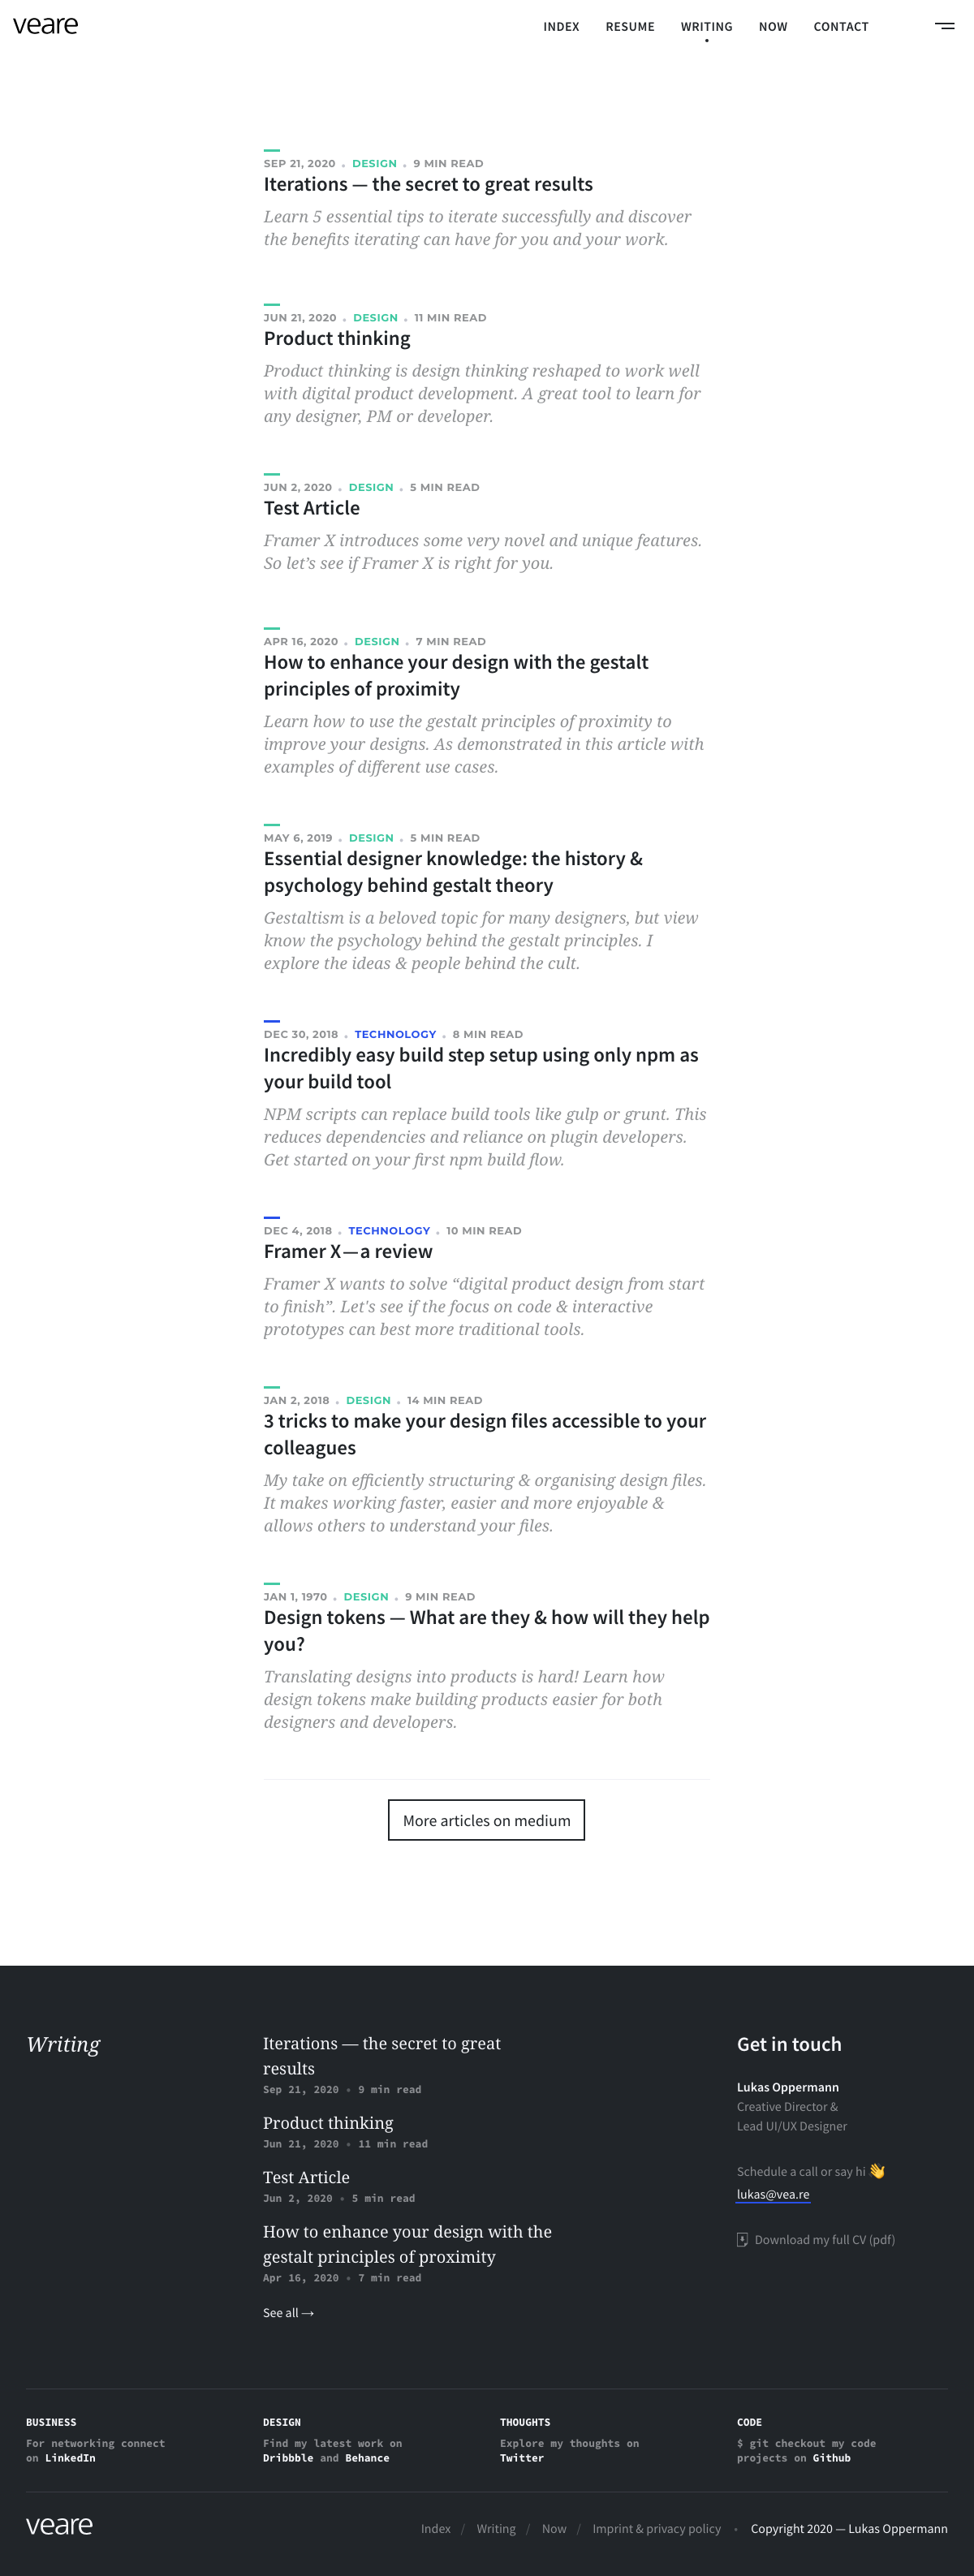 veare
INDEX RESUME WRITING NOW CONTACT
SEP 21, 2020 • DESIGN • 9 MIN READ
Iterations — the secret to great results
Learn 5 essential tips to iterate successfully and discover
the benefits iterating can have for you and your work.
JUN 21, 2020 • DESIGN • 11 MIN READ
Product thinking
Product thinking is design thinking reshaped to work well
with digital product development. A great tool to learn for
any designer, PM or developer.
JUN 2, 2020 • DESIGN • 5 MIN READ
Test Article
Framer X introduces some very novel and unique features.
So let’s see if Framer X is right for you.
APR 16, 2020 • DESIGN • 7 MIN READ
How to enhance your design with the gestalt
principles of proximity
Learn how to use the gestalt principles of proximity to
improve your designs. As demonstrated in this article with
examples of different use cases.
MAY 6, 2019 • DESIGN • 5 MIN READ
Essential designer knowledge: the history &
psychology behind gestalt theory
Gestaltism is a beloved topic for many designers, but view
know the psychology behind the gestalt principles. I
explore the ideas & people behind the cult.
DEC 30, 2018 • TECHNOLOGY • 8 MIN READ
Incredibly easy build step setup using only npm as
your build tool
NPM scripts can replace build tools like gulp or grunt. This
reduces dependencies and reliance on plugin developers.
Get started on your first npm build flow.
DEC 4, 2018 • TECHNOLOGY • 10 MIN READ
Framer X—a review
Framer X wants to solve “digital product design from start
to finish”. Let's see if the focus on code & interactive
prototypes can best more traditional tools.
JAN 2, 2018 • DESIGN • 14 MIN READ
3 tricks to make your design files accessible to your
colleagues
My take on efficiently structuring & organising design files.
It makes working faster, easier and more enjoyable &
allows others to understand your files.
JAN 1, 1970 • DESIGN • 9 MIN READ
Design tokens — What are they & how will they help
you?
Translating designs into products is hard! Learn how
design tokens make building products easier for both
designers and developers.
More articles on medium
Writing
Iterations — the secret to great
results
Sep 21, 2020 • 9 min read
Product thinking
Jun 21, 2020 • 11 min read
Test Article
Jun 2, 2020 • 5 min read
How to enhance your design with the
gestalt principles of proximity
Apr 16, 2020 • 7 min read
See all →
Get in touch
Lukas Oppermann
Creative Director &
Lead UI/UX Designer
Schedule a call or say hi 👋
lukas@vea.re
Download my full CV (pdf)
BUSINESS
For networking connect
on LinkedIn
DESIGN
Find my latest work on
Dribbble and Behance
THOUGHTS
Explore my thoughts on
Twitter
CODE
$ git checkout my code
projects on Github
veare
Index / Writing / Now / Imprint & privacy policy • Copyright 2020 — Lukas Oppermann